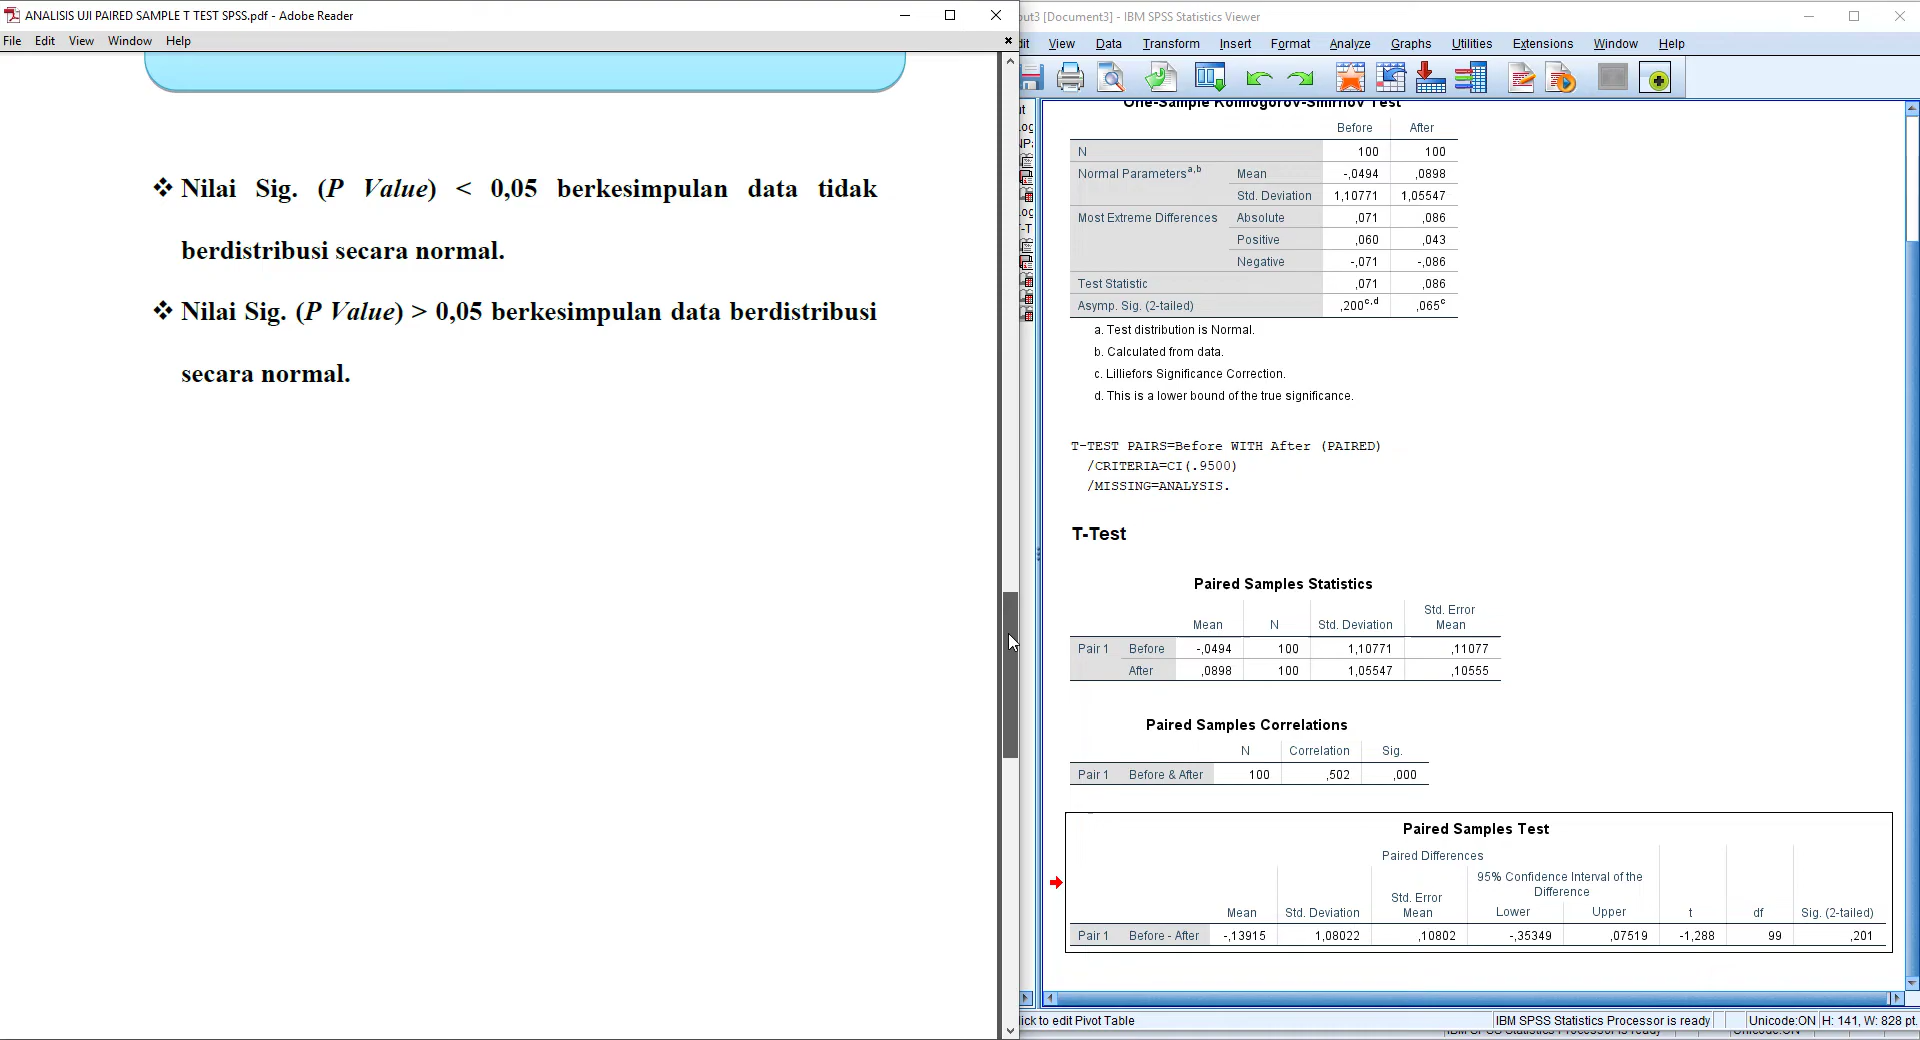 ANALISIS UJI PAIRED SAMPLE T TEST SPSS.pdf - Adobe Reader
File Edit View Window Help
❖ Nilai Sig. (P Value) < 0,05 berkesimpulan data tidak
berdistribusi secara normal.
❖ Nilai Sig. (P Value) > 0,05 berkesimpulan data berdistribusi
secara normal.
[Document3] - IBM SPSS Statistics Viewer
View Data Transform Insert Format Analyze Graphs Utilities Extensions Window Help
One-Sample Kolmogorov-Smirnov Test
Before After
N 100 100
Normal Parameters a,b Mean -,0494 ,0898
Std. Deviation 1,10771 1,05547
Most Extreme Differences Absolute ,071 ,086
Positive ,060 ,043
Negative -,071 -,086
Test Statistic ,071 ,086
Asymp. Sig. (2-tailed) ,200 c,d ,065 c
a. Test distribution is Normal.
b. Calculated from data.
c. Lilliefors Significance Correction.
d. This is a lower bound of the true significance.
T-TEST PAIRS=Before WITH After (PAIRED)
/CRITERIA=CI(.9500)
/MISSING=ANALYSIS.
T-Test
Paired Samples Statistics
Mean N Std. Deviation Std. Error Mean
Pair 1 Before -,0494 100 1,10771 ,11077
After ,0898 100 1,05547 ,10555
Paired Samples Correlations
N Correlation Sig.
Pair 1 Before & After 100 ,502 ,000
Paired Samples Test
Paired Differences
95% Confidence Interval of the
Difference
Mean Std. Deviation Std. Error Mean Lower Upper t df Sig. (2-tailed)
Pair 1 Before - After -,13915 1,08022 ,10802 -,35349 ,07519 -1,288 99 ,201
to edit Pivot Table IBM SPSS Statistics Processor is ready Unicode:ON H: 141, W: 828 pt.